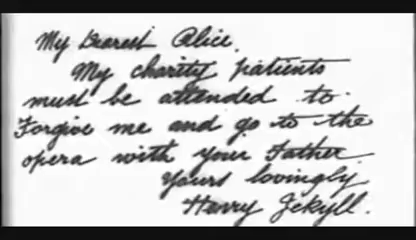 My Dearest Alice.
My charity patients
must be attended to.
Forgive me and go to the
opera with your Father.
Yours lovingly
Henry Jekyll.